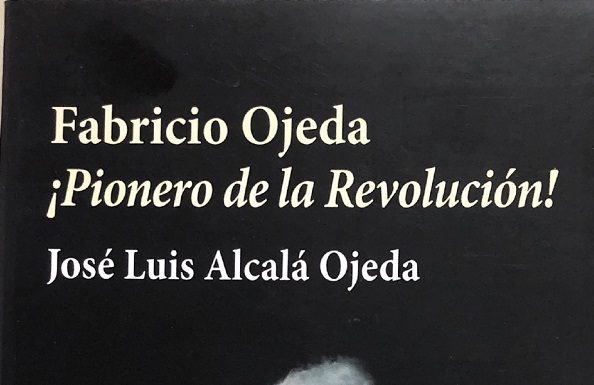 Fabricio Ojeda
¡Pionero de la Revolución!
José Luis Alcalá Ojeda